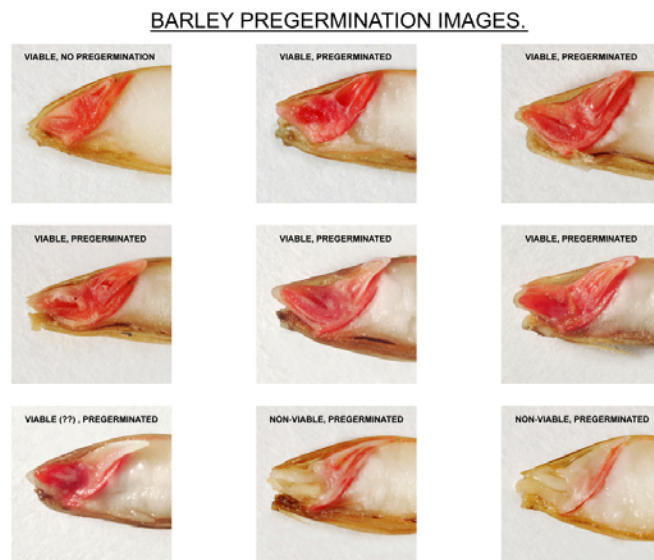 BARLEY PREGERMINATION IMAGES.
VIABLE, NO PREGERMINATION
VIABLE, PREGERMINATED
VIABLE, PREGERMINATED
VIABLE, PREGERMINATED
VIABLE, PREGERMINATED
VIABLE, PREGERMINATED
VIABLE (??) , PREGERMINATED
NON-VIABLE, PREGERMINATED
NON-VIABLE, PREGERMINATED